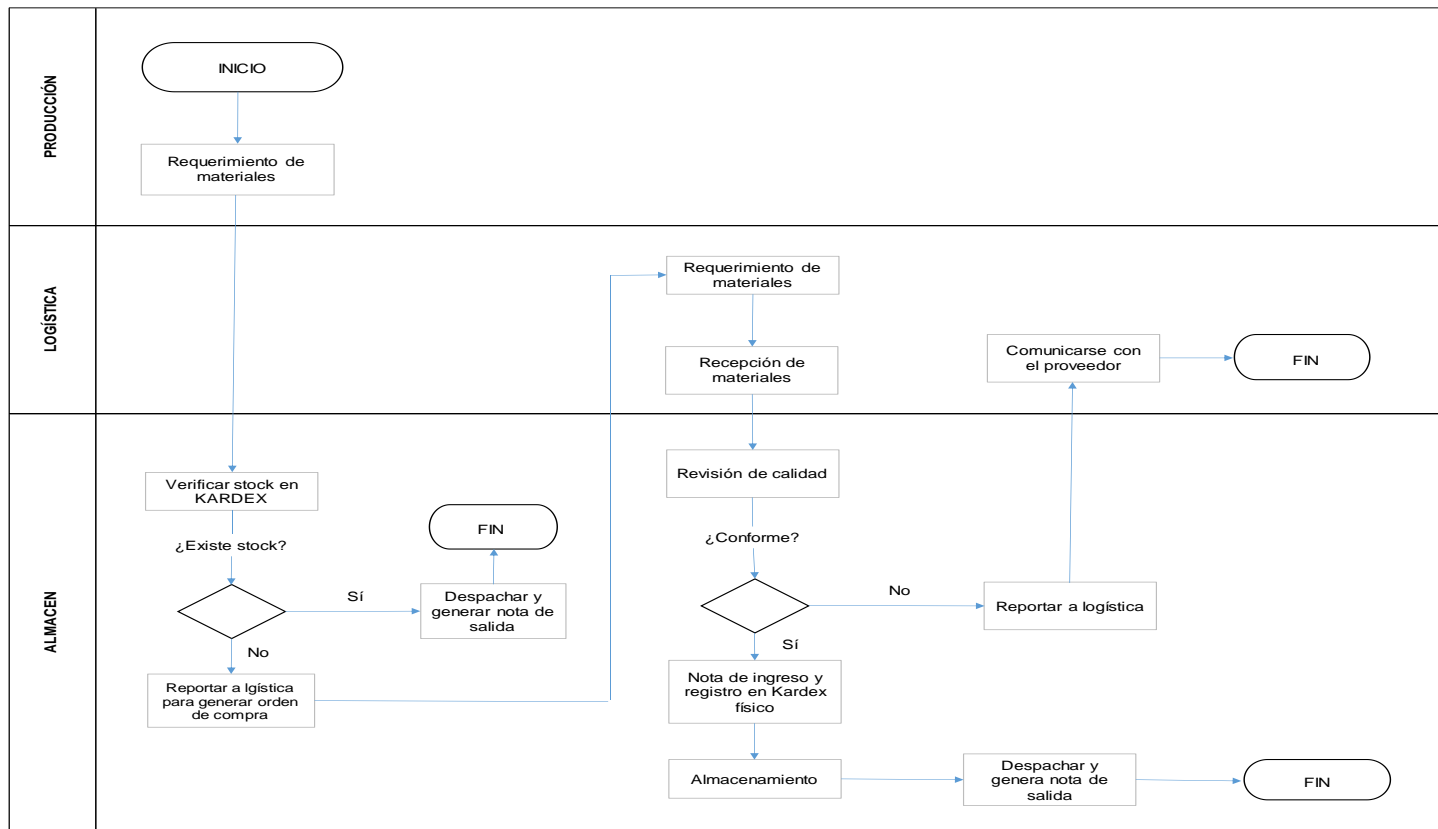 PRODUCCIÓN
INICIO
Requerimiento de
materiales
LOGÍSTICA
Requerimiento de
materiales
Recepción de
materiales
Comunicarse con
el proveedor
FIN
ALMACEN
Verificar stock en
KARDEX
¿Existe stock?
Sí
Despachar y
generar nota de
salida
FIN
No
Reportar a lgística
para generar orden
de compra
Revisión de calidad
¿Conforme?
No
Reportar a logística
Sí
Nota de ingreso y
registro en Kardex
físico
Almacenamiento
Despachar y
genera nota de
salida
FIN